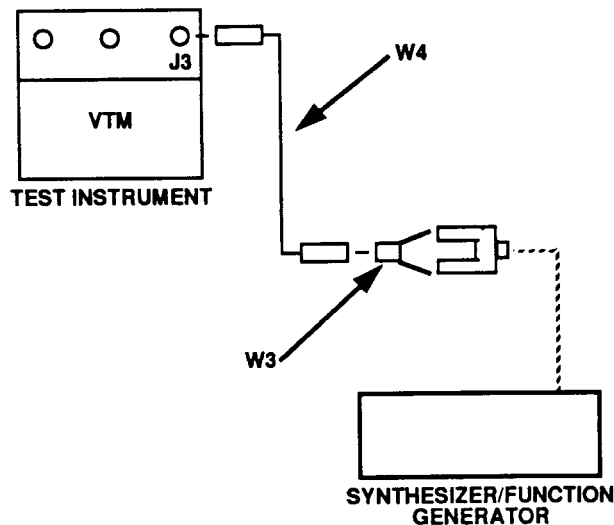 J3
W4
VTM
TEST INSTRUMENT
W3
SYNTHESIZER/FUNCTION
GENERATOR